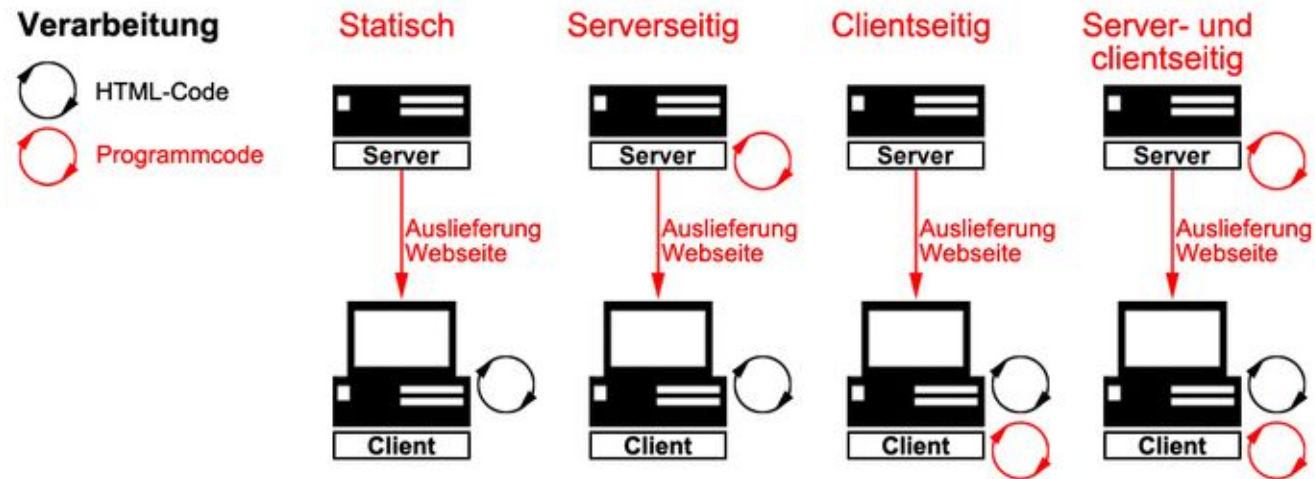 Verarbeitung
HTML-Code
Programmcode
Statisch
Serverseitig
Clientseitig
Server- und
clientseitig
Server
Server
Server
Server
Auslieferung
Webseite
Auslieferung
Webseite
Auslieferung
Webseite
Auslieferung
Webseite
Client
Client
Client
Client